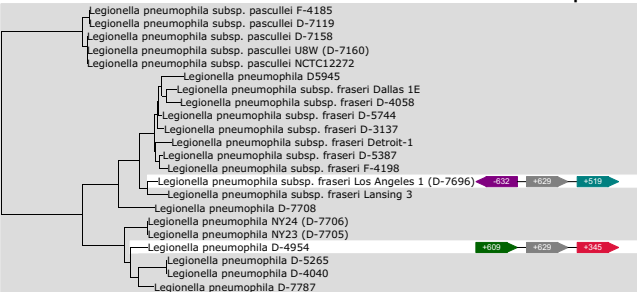 Legionella pneumophila subsp. pascullei F-4185
Legionella pneumophila subsp. pascullei D-7119
Legionella pneumophila subsp. pascullei D-7158
Legionella pneumophila subsp. pascullei U8W (D-7160)
Legionella pneumophila subsp. pascullei NCTC12272
Legionella pneumophila D5945
Legionella pneumophila subsp. fraseri Dallas 1E
Legionella pneumophila subsp. fraseri D-4058
Legionella pneumophila subsp. fraseri D-5744
Legionella pneumophila subsp. fraseri D-3137
Legionella pneumophila subsp. fraseri Detroit-1
Legionella pneumophila subsp. fraseri D-5387
Legionella pneumophila subsp. fraseri F-4198
Legionella pneumophila subsp. fraseri Los Angeles 1 (D-7696) -632 +629 +519
Legionella pneumophila subsp. fraseri Lansing 3
Legionella pneumophila D-7708
Legionella pneumophila NY24 (D-7706)
Legionella pneumophila NY23 (D-7705)
Legionella pneumophila D-4954 +609 +629 +345
Legionella pneumophila D-5265
Legionella pneumophila D-4040
Legionella pneumophila D-7787